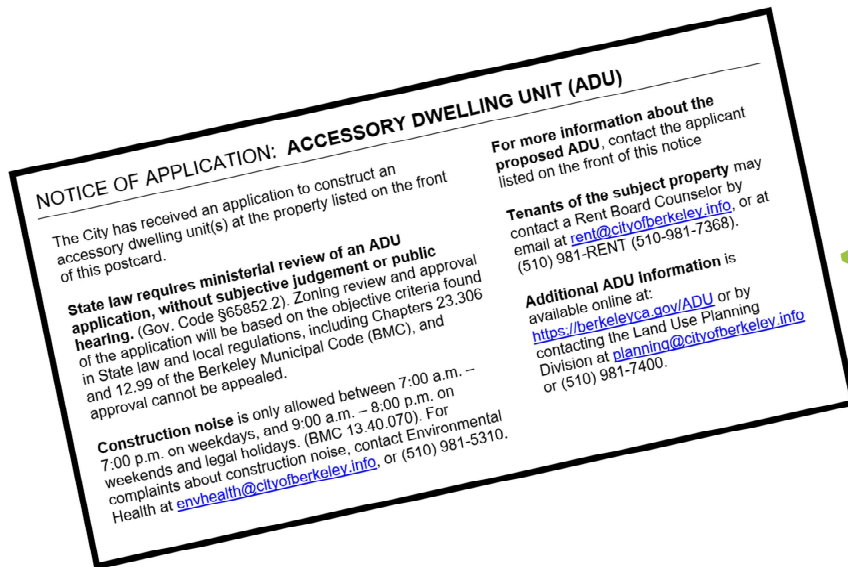 NOTICE OF APPLICATION: ACCESSORY DWELLING UNIT (ADU)
The City has received an application to construct an
accessory dwelling unit(s) at the property listed on the front
of this postcard.
State law requires ministerial review of an ADU
application, without subjective judgement or public
hearing. (Gov. Code §65852.2). Zoning review and approval
of the application will be based on the objective criteria found
in State law and local regulations, including Chapters 23.306
and 12.99 of the Berkeley Municipal Code (BMC), and
approval cannot be appealed.
Construction noise is only allowed between 7:00 a.m. –
7:00 p.m. on weekdays, and 9:00 a.m. – 8:00 p.m. on
weekends and legal holidays. (BMC 13.40.070). For
complaints about construction noise, contact Environmental
Health at envhealth@cityofberkeley.info, or (510) 981-5310.
For more information about the
proposed ADU, contact the applicant
listed on the front of this notice
Tenants of the subject property may
contact a Rent Board Counselor by
email at rent@cityofberkeley.info, or at
(510) 981-RENT (510-981-7368).
Additional ADU information is
available online at:
https://berkeleyca.gov/ADU or by
contacting the Land Use Planning
Division at planning@cityofberkeley.info
or (510) 981-7400.